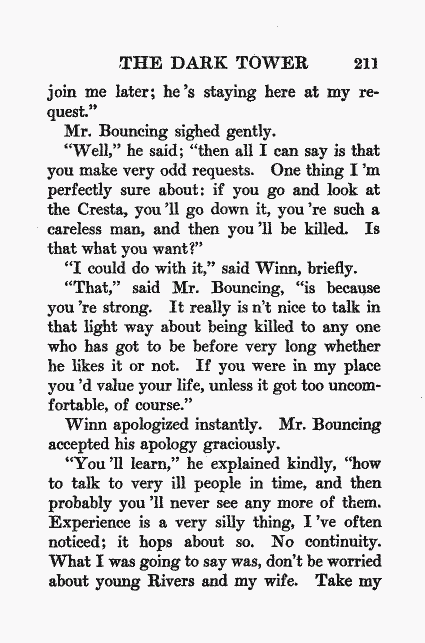 THE DARK TOWER 211
join me later; he 's staying here at my re-
quest."
Mr. Bouncing sighed gently.
"Well," he said; "then all I can say is that
you make very odd requests. One thing I 'm
perfectly sure about: if you go and look at
the Cresta, you 'll go down it, you 're such a
careless man, and then you 'll be killed. Is
that what you want?"
"I could do with it," said Winn, briefly.
"That," said Mr. Bouncing, "is because
you 're strong. It really is n't nice to talk in
that light way about being killed to any one
who has got to be before very long whether
he likes it or not. If you were in my place
you 'd value your life, unless it got too uncom-
fortable, of course."
Winn apologized instantly. Mr. Bouncing
accepted his apology graciously.
"You 'll learn," he explained kindly, "how
to talk to very ill people in time, and then
probably you 'll never see any more of them.
Experience is a very silly thing, I 've often
noticed; it hops about so. No continuity.
What I was going to say was, don't be worried
about young Rivers and my wife. Take my